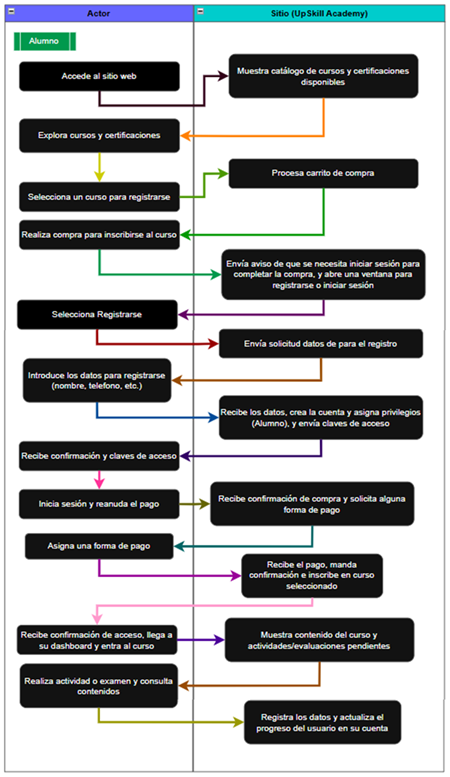 Actor
Sitio (UpSkill Academy)
Alumno
Accede al sitio web
Muestra catálogo de cursos y certificaciones
disponibles
Explora cursos y certificaciones
Procesa carrito de compra
Selecciona un curso para registrarse
Realiza compra para inscribirse al curso
Envía aviso de que se necesita iniciar sesión para
completar la compra, y abre una ventana para
registrarse o iniciar sesión
Selecciona Registrarse
Envía solicitud datos de para el registro
Introduce los datos para registrarse
(nombre, telefono, etc.)
Recibe los datos, crea la cuenta y asigna privilegios
(Alumno), y envía claves de acceso
Recibe confirmación y claves de acceso
Inicia sesión y reanuda el pago
Recibe confirmación de compra y solicita alguna
forma de pago
Asigna una forma de pago
Recibe el pago, manda
confirmación e inscribe en curso
seleccionado
Recibe confirmación de acceso, llega a
su dashboard y entra al curso
Muestra contenido del curso y
actividades/evaluaciones pendientes
Realiza actividad o examen y consulta
contenidos
Registra los datos y actualiza el
progreso del usuario en su cuenta